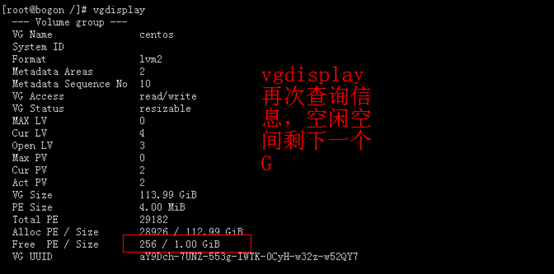 [root@bogon /]# vgdisplay
--- Volume group ---
VG Name centos
System ID
Format lvm2
Metadata Areas 2
Metadata Sequence No 10
VG Access read/write
VG Status resizable
MAX LV 0
Cur LV 4
Open LV 3
Max PV 0
Cur PV 2
Act PV 2
VG Size 113.99 GiB
PE Size 4.00 MiB
Total PE 29182
Alloc PE / Size 28926 / 112.99 GiB
Free PE / Size 256 / 1.00 GiB
VG UUID aY9Dch-7UNZ-553g-IWTK-0CyH-w32z-w52QY7
vgdisplay
再次查询信
息，空闲空
间剩下一个
G